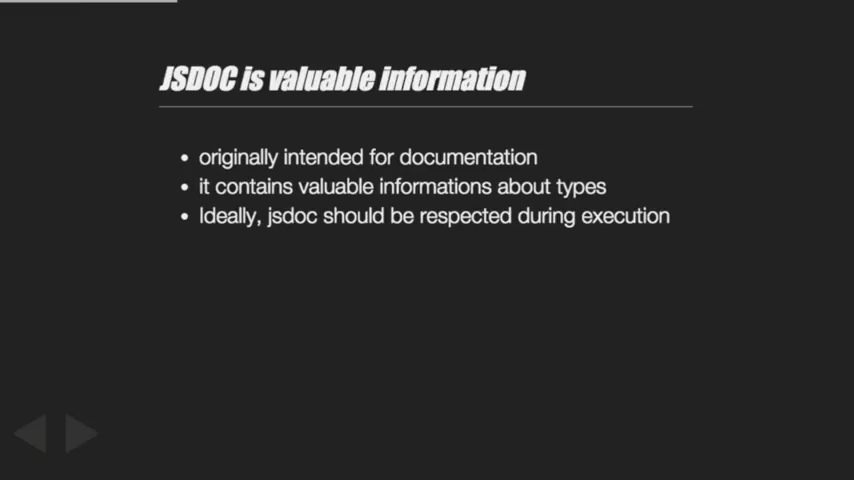 JSDOC is valuable information
originally intended for documentation
it contains valuable informations about types
Ideally, jsdoc should be respected during execution